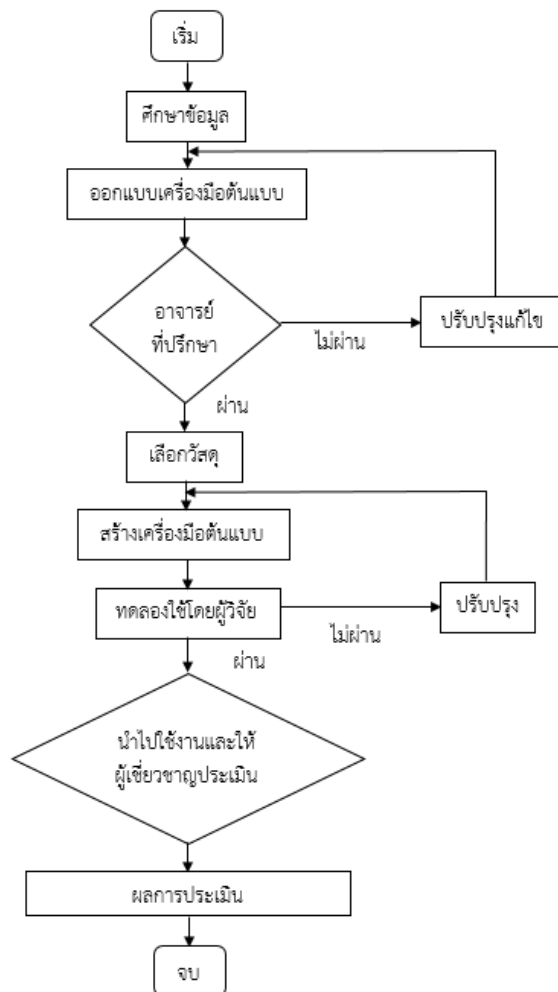 เริ่ม
ศึกษาข้อมูล
ออกแบบเครื่องมือต้นแบบ
อาจารย์
ที่ปรึกษา
ไม่ผ่าน
ปรับปรุงแก้ไข
ผ่าน
เลือกวัสดุ
สร้างเครื่องมือต้นแบบ
ทดลองใช้โดยผู้วิจัย
ไม่ผ่าน
ปรับปรุง
ผ่าน
นำไปใช้งานและให้
ผู้เชี่ยวชาญประเมิน
ผลการประเมิน
จบ